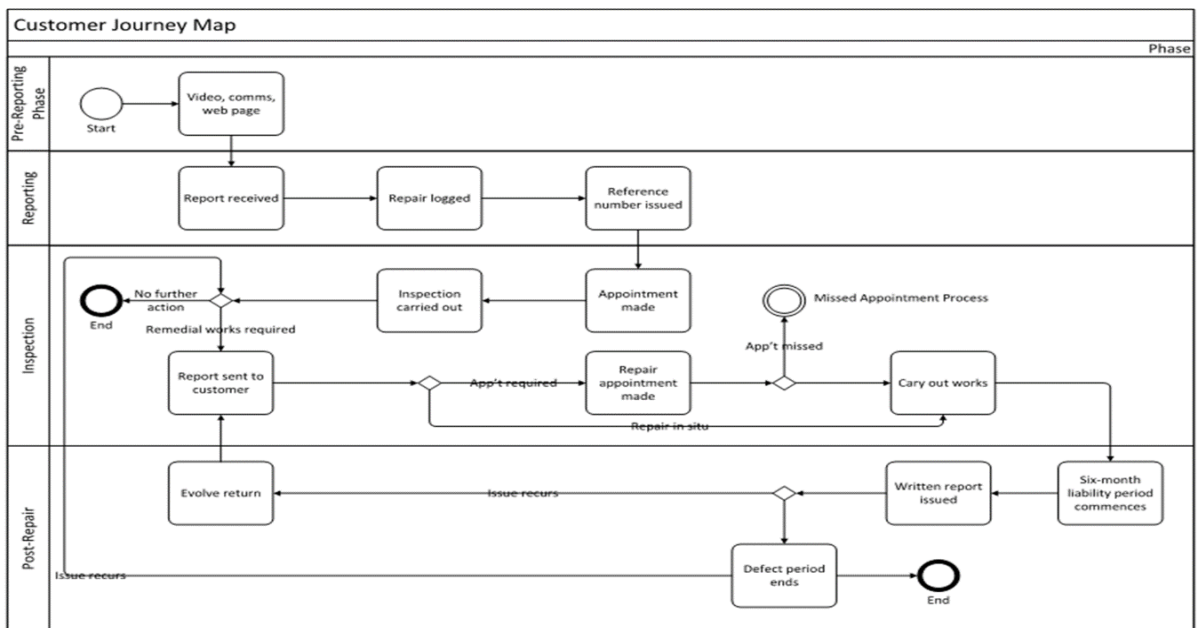 Customer Journey Map
Phase
Pre-Reporting
Phase
Start
Video, comms,
web page
Reporting
Report received
Repair logged
Reference
number issued
Inspection
End
No further
action
Inspection
carried out
Appointment
made
Missed Appointment Process
Remedial works required
App't missed
Report sent to
customer
App't required
Repair
appointment
made
Cary out works
Repair in situ
Post-Repair
Evolve return
Issue recurs
Written report
issued
Six-month
liability period
commences
Issue recurs
Defect period
ends
End